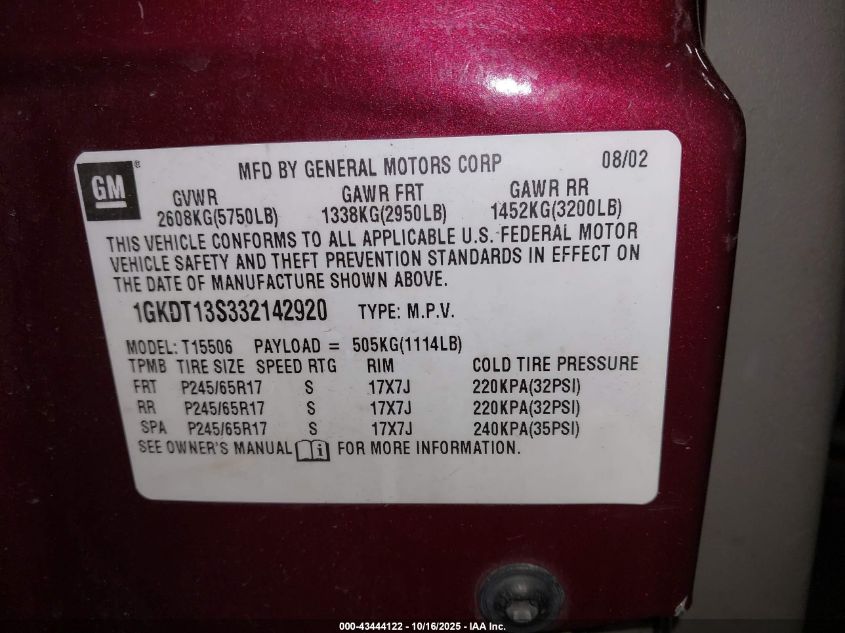 GM ®
MFD BY GENERAL MOTORS CORP 08/02
GVWR GAWR FRT GAWR RR
2608KG(5750LB) 1338KG(2950LB) 1452KG(3200LB)
THIS VEHICLE CONFORMS TO ALL APPLICABLE U.S. FEDERAL MOTOR
VEHICLE SAFETY AND THEFT PREVENTION STANDARDS IN EFFECT ON
THE DATE OF MANUFACTURE SHOWN ABOVE.
1GKDT13S332142920 TYPE: M.P.V.
MODEL: T15506 PAYLOAD = 505KG(1114LB)
TPMB TIRE SIZE SPEED RTG RIM COLD TIRE PRESSURE
FRT P245/65R17 S 17X7J 220KPA(32PSI)
RR P245/65R17 S 17X7J 220KPA(32PSI)
SPA P245/65R17 S 17X7J 240KPA(35PSI)
SEE OWNER'S MANUAL i FOR MORE INFORMATION.
000-43444122 - 10/16/2025 - IAA Inc.